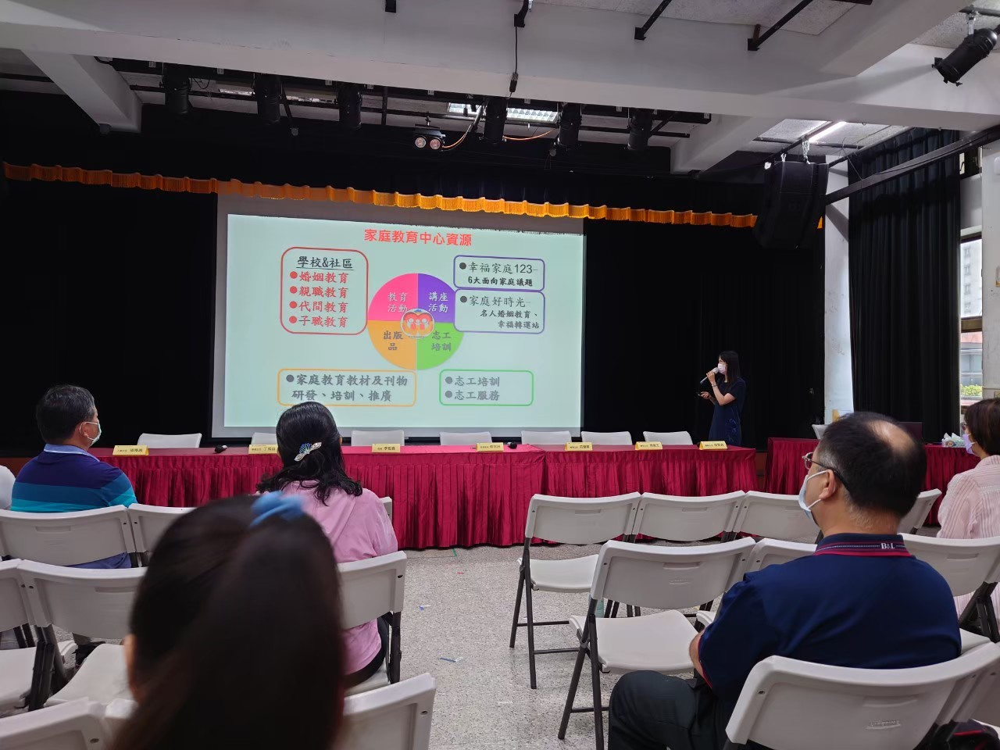 家庭教育中心資源
學校&社區
●婚姻教育
●親職教育
●代間教育
●子職教育
教育
活動
講座
活動
出版
品
志工
培訓
●幸福家庭123-
6大面向家庭議題
●家庭好時光-
名人婚姻教育、
幸福轉運站
●家庭教育教材及刊物
研發、培訓、推廣
●志工培訓
●志工服務